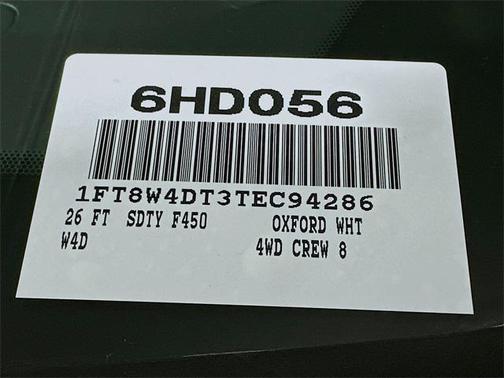 6HD056
1FT8W4DT3TEC94286
26 FT SDTY F450 OXFORD WHT
W4D 4WD CREW 8